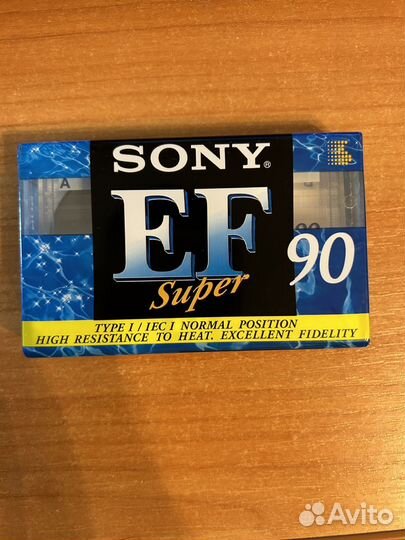 SONY®
A
EF
Super
90
TYPE I / IEC I NORMAL POSITION
HIGH RESISTANCE TO HEAT. EXCELLENT FIDELITY
Avito